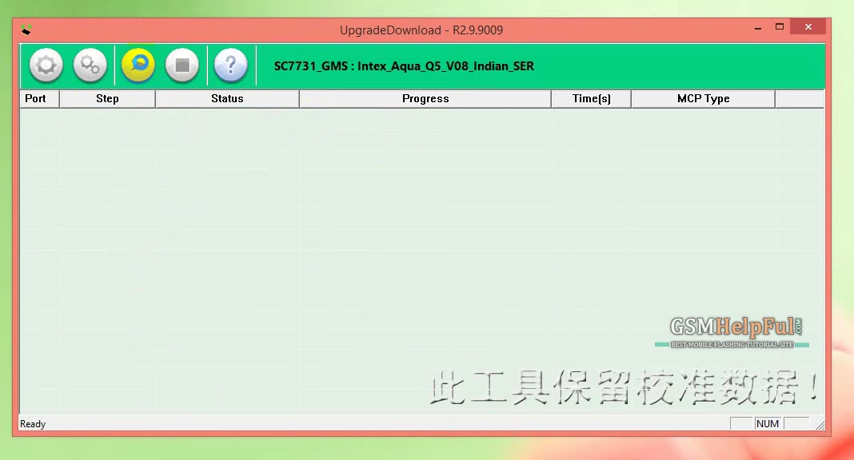 UpgradeDownload - R2.9.9009
SC7731_GMS : Intex_Aqua_Q5_V08_Indian_SER
Port Step Status Progress Time(s) MCP Type
GSMHelpFul.COM
BEST MOBILE FLASHING TUTORIAL SITE
此工具保留校准数据!
Ready NUM